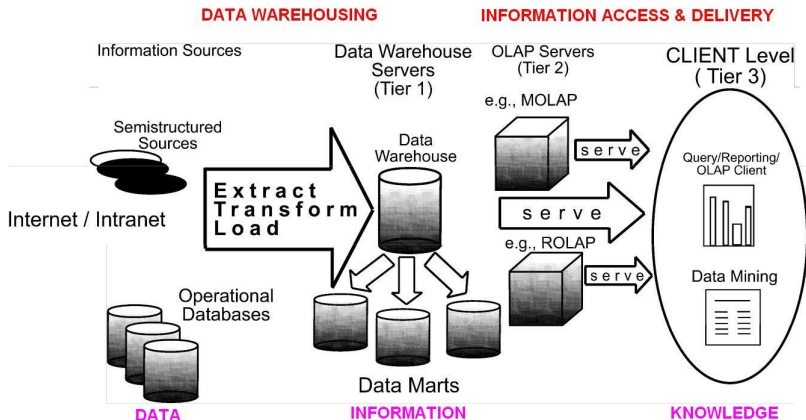 DATA WAREHOUSING
INFORMATION ACCESS & DELIVERY
Information Sources
Data Warehouse
Servers
(Tier 1)
OLAP Servers
(Tier 2)
CLIENT Level
( Tier 3)
e.g., MOLAP
Semistructured
Sources
Data
Warehouse
serve
Query/Reporting/
OLAP Client
Extract
Transform
Load
Internet / Intranet
serve
e.g., ROLAP
serve
Data Mining
Operational
Databases
Data Marts
DATA
INFORMATION
KNOWLEDGE